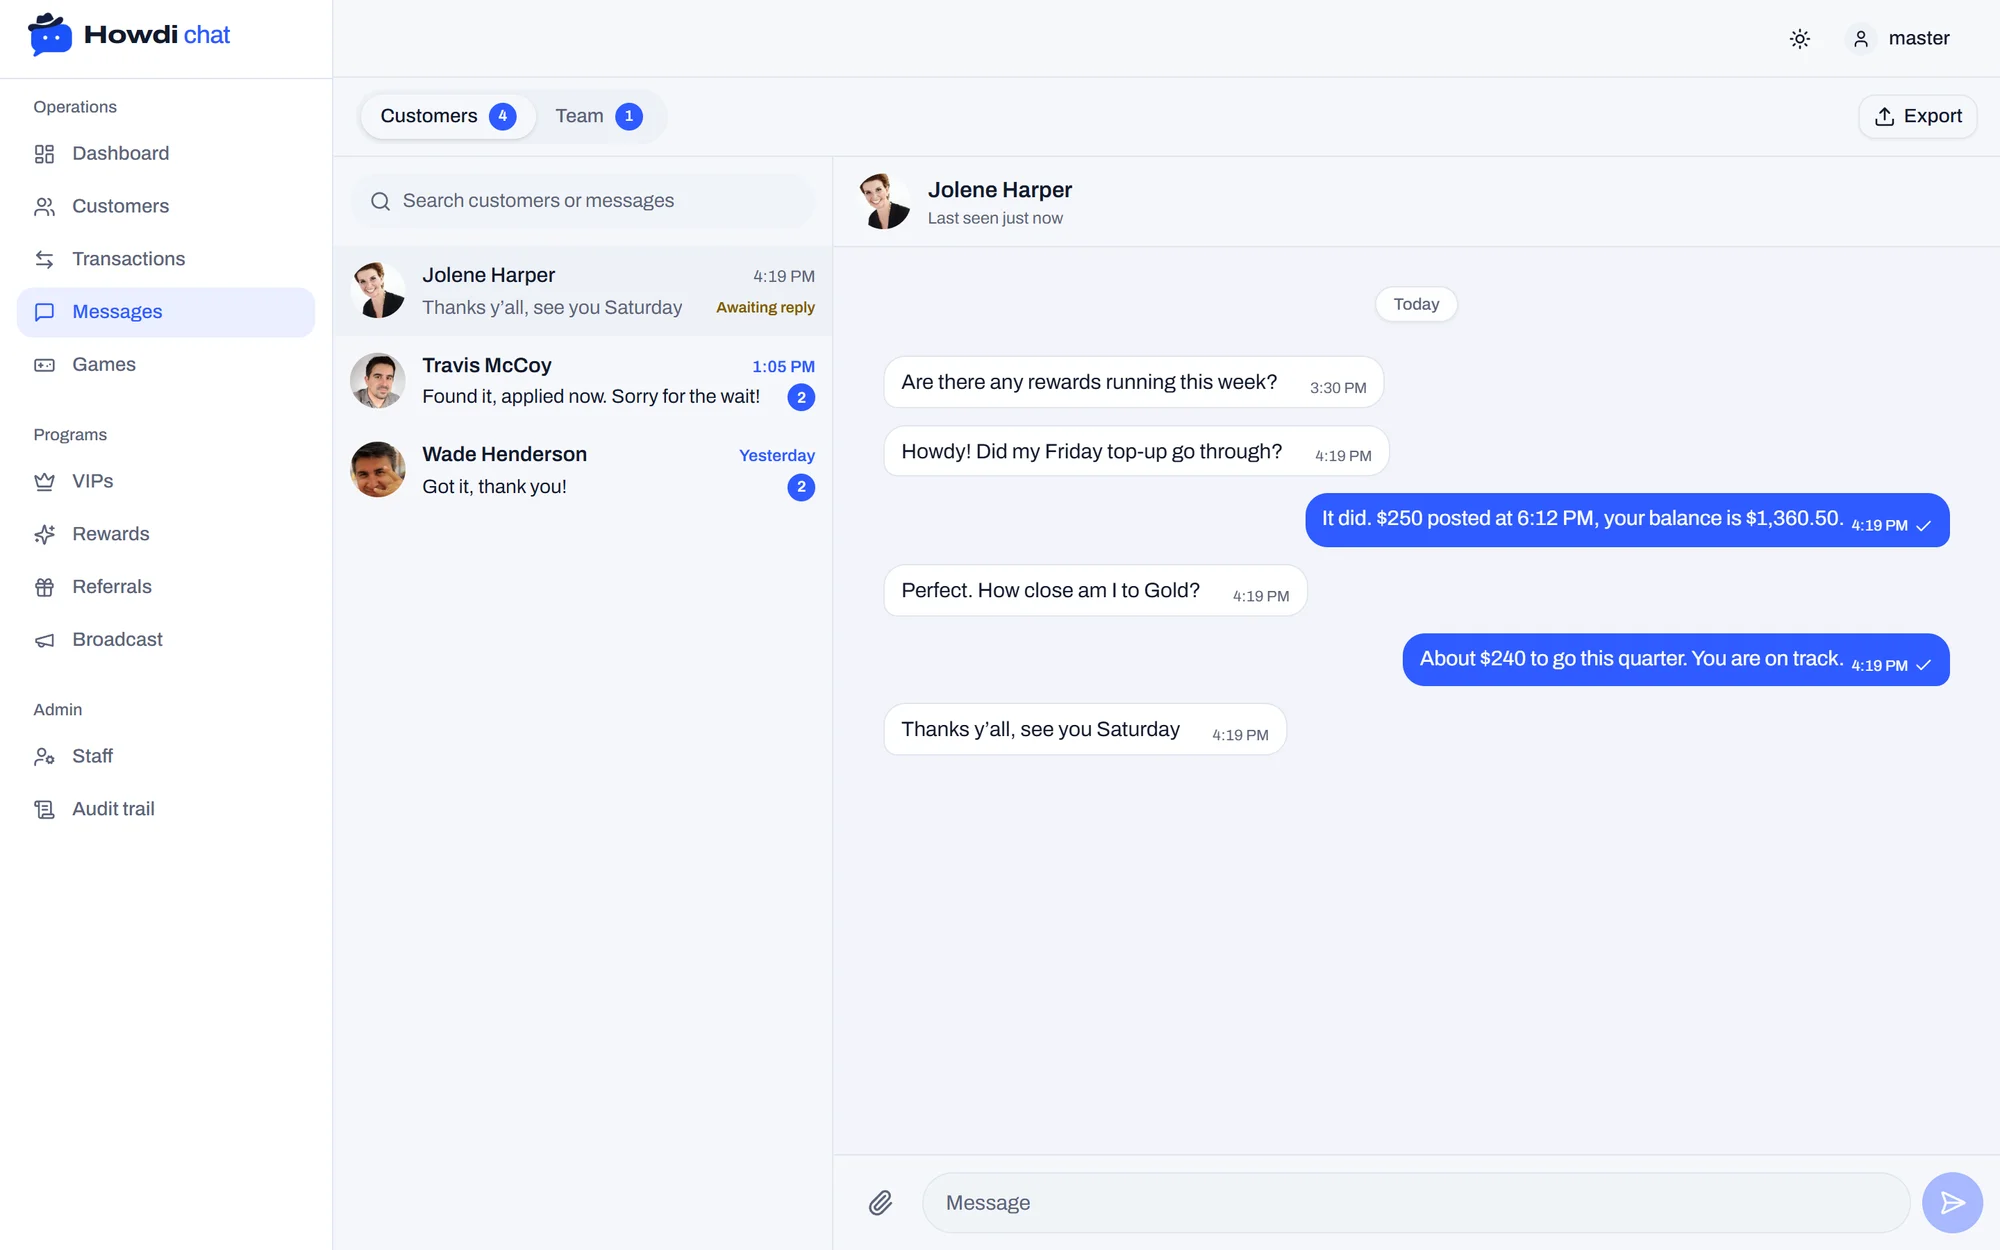 Howdi chat
master
Operations
Dashboard
Customers
Transactions
Messages
Games
Programs
VIPs
Rewards
Referrals
Broadcast
Admin
Staff
Audit trail
Customers 4
Team 1
Export
Search customers or messages
Jolene Harper 4:19 PM
Thanks y’all, see you Saturday Awaiting reply
Travis McCoy 1:05 PM
Found it, applied now. Sorry for the wait! 2
Wade Henderson Yesterday
Got it, thank you! 2
Jolene Harper
Last seen just now
Today
Are there any rewards running this week? 3:30 PM
Howdy! Did my Friday top-up go through? 4:19 PM
It did. $250 posted at 6:12 PM, your balance is $1,360.50. 4:19 PM
Perfect. How close am I to Gold? 4:19 PM
About $240 to go this quarter. You are on track. 4:19 PM
Thanks y’all, see you Saturday 4:19 PM
Message